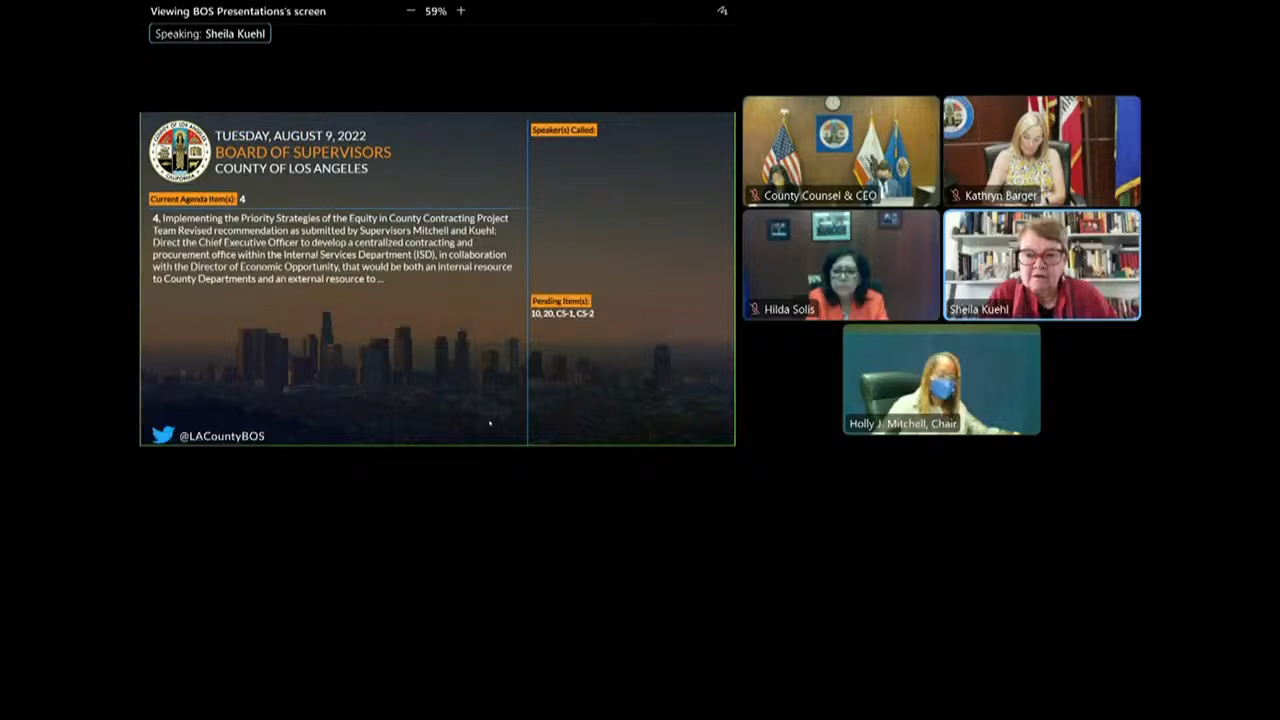 Viewing BOS Presentations's screen
59%
Speaking: Sheila Kuehl
TUESDAY, AUGUST 9, 2022
BOARD OF SUPERVISORS
COUNTY OF LOS ANGELES
Current Agenda Item(s): 4
4. Implementing the Priority Strategies of the Equity in County Contracting Project
Team Revised recommendation as submitted by Supervisors Mitchell and Kuehl:
Direct the Chief Executive Officer to develop a centralized contracting and
procurement office within the Internal Services Department (ISD), in collaboration
with the Director of Economic Opportunity, that would be both an internal resource
to County Departments and an external resource to ...
@LACountyBOS
Speaker(s) Called:
Pending Item(s):
10, 20, CS-1, CS-2
County Counsel & CEO
Kathryn Barger
Hilda Solis
Sheila Kuehl
Holly J. Mitchell, Chair